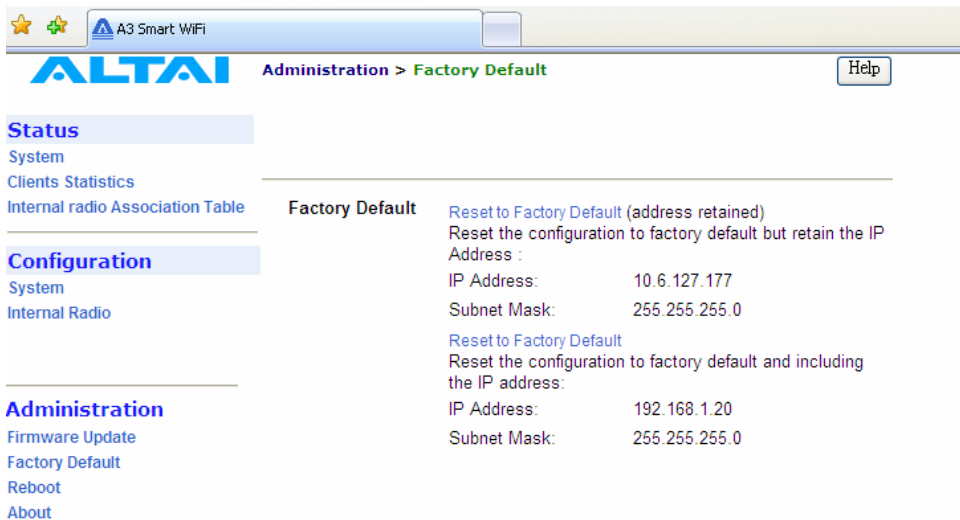 A3 Smart WiFi
ALTAI
Administration > Factory Default
Help
Status
System
Clients Statistics
Internal radio Association Table
Configuration
System
Internal Radio
Administration
Firmware Update
Factory Default
Reboot
About
Factory Default
Reset to Factory Default (address retained)
Reset the configuration to factory default but retain the IP
Address :
IP Address: 10.6.127.177
Subnet Mask: 255.255.255.0
Reset to Factory Default
Reset the configuration to factory default and including
the IP address:
IP Address: 192.168.1.20
Subnet Mask: 255.255.255.0